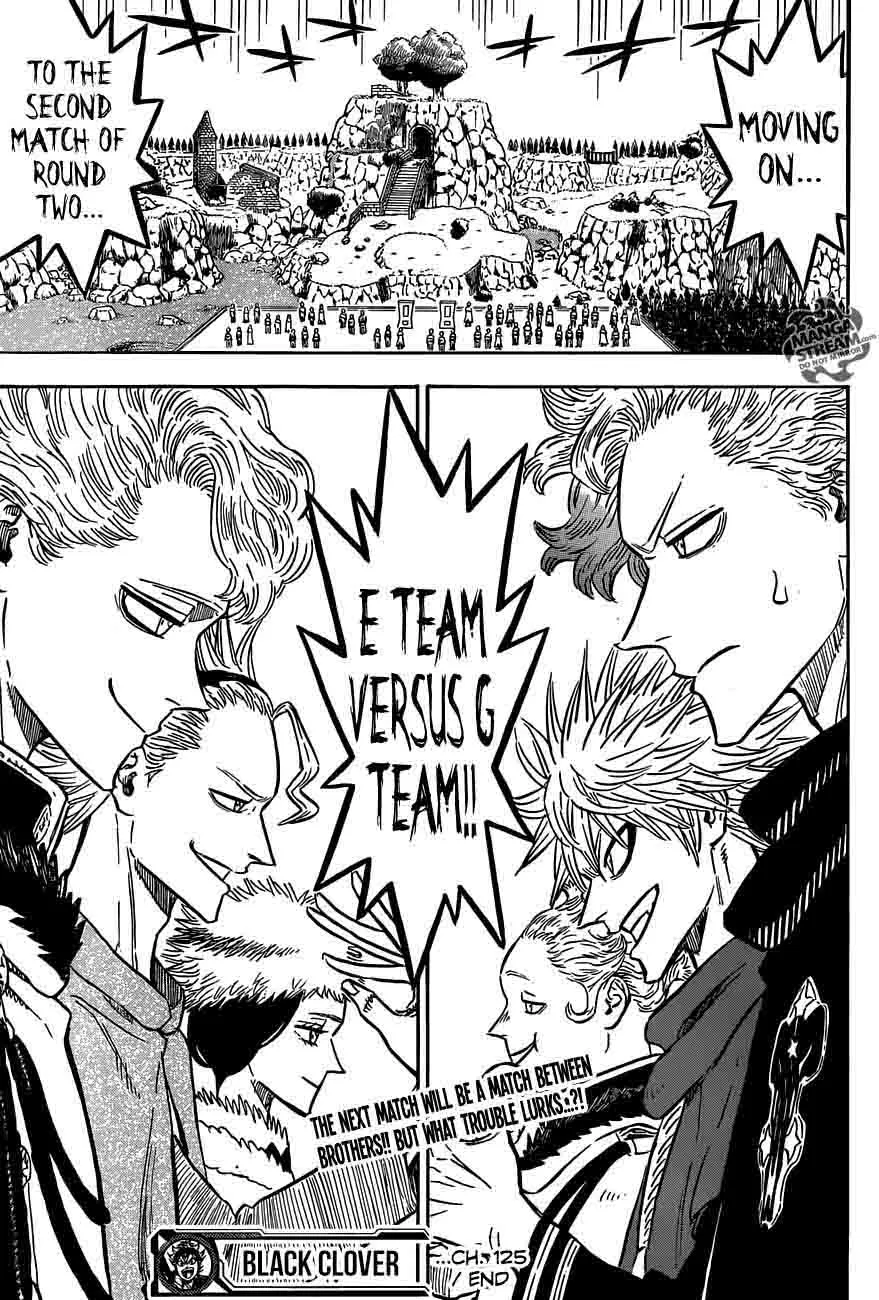 MOVING
ON...
TO THE
SECOND
MATCH OF
ROUND
TWO...
MANGA
STREAM.com
DO NOT MIRROR!
E TEAM
VERSUS G
TEAM!!
THE NEXT MATCH WILL BE A MATCH BETWEEN
BROTHERS!! BUT WHAT TROUBLE LURKS...?!
BLACK CLOVER
...CH. 125
/ END